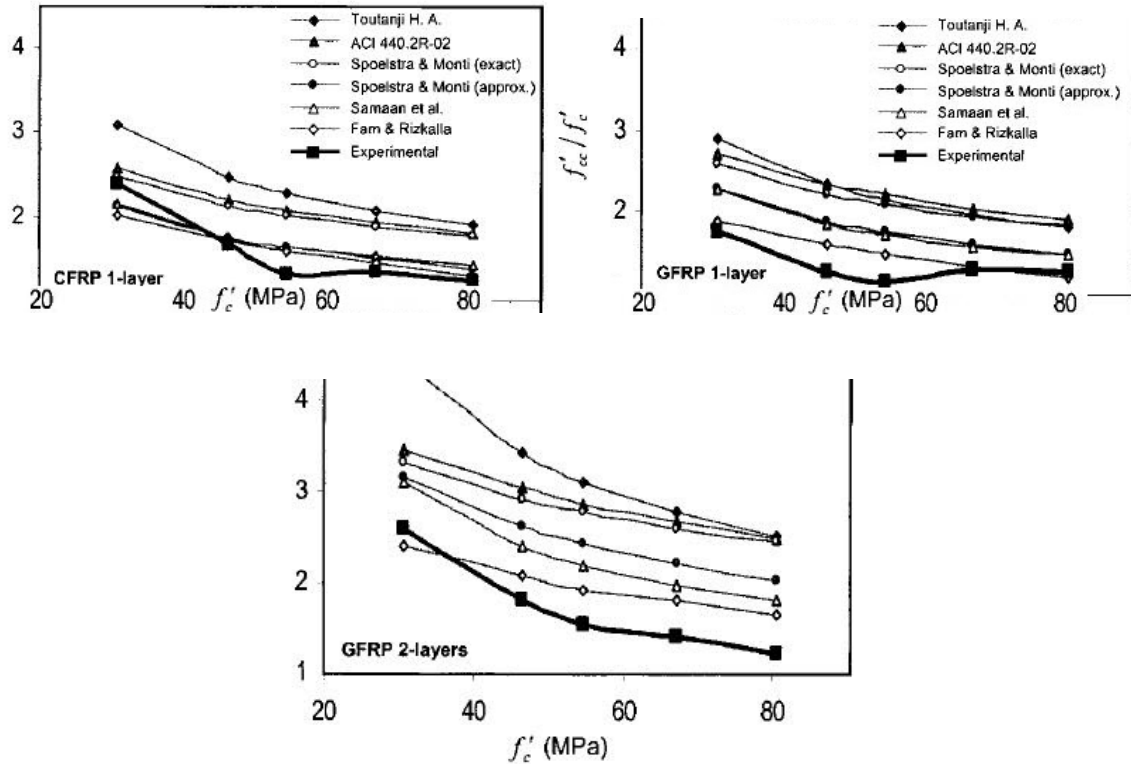 4
3
2
Toutanji H. A.
ACI 440.2R-02
Spoelstra & Monti (exact)
Spoelstra & Monti (approx.)
Samaan et al.
Fam & Rizkalla
Experimental
CFRP 1-layer
20 40 60 80
f'c (MPa)
f'cc / f'c
4
3
2
Toutanji H. A.
ACI 440.2R-02
Spoelstra & Monti (exact)
Spoelstra & Monti (approx.)
Samaan et al.
Fam & Rizkalla
Experimental
GFRP 1-layer
20 40 60 80
f'c (MPa)
4
3
2
1
GFRP 2-layers
20 40 60 80
f'c (MPa)